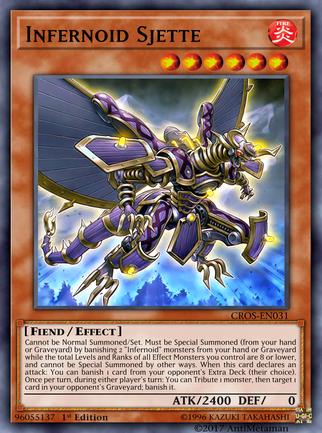 INFERNOID SJETTE
FIRE
炎
CROS-EN031
[FIEND / EFFECT]
Cannot be Normal Summoned/Set. Must be Special Summoned (from your hand
or Graveyard) by banishing 2 "Infernoid" monsters from your hand or Graveyard
while the total Levels and Ranks of all Effect Monsters you control are 8 or lower,
and cannot be Special Summoned by other ways. When this card declares an
attack: You can banish 1 card from your opponent's Extra Deck (their choice).
Once per turn, during either player's turn: You can Tribute 1 monster, then target 1
card in your opponent's Graveyard; banish it.
ATK/2400 DEF/ 0
96055137 1st Edition ©1996 KAZUKI TAKAHASHI
©2017 AntiMetaman